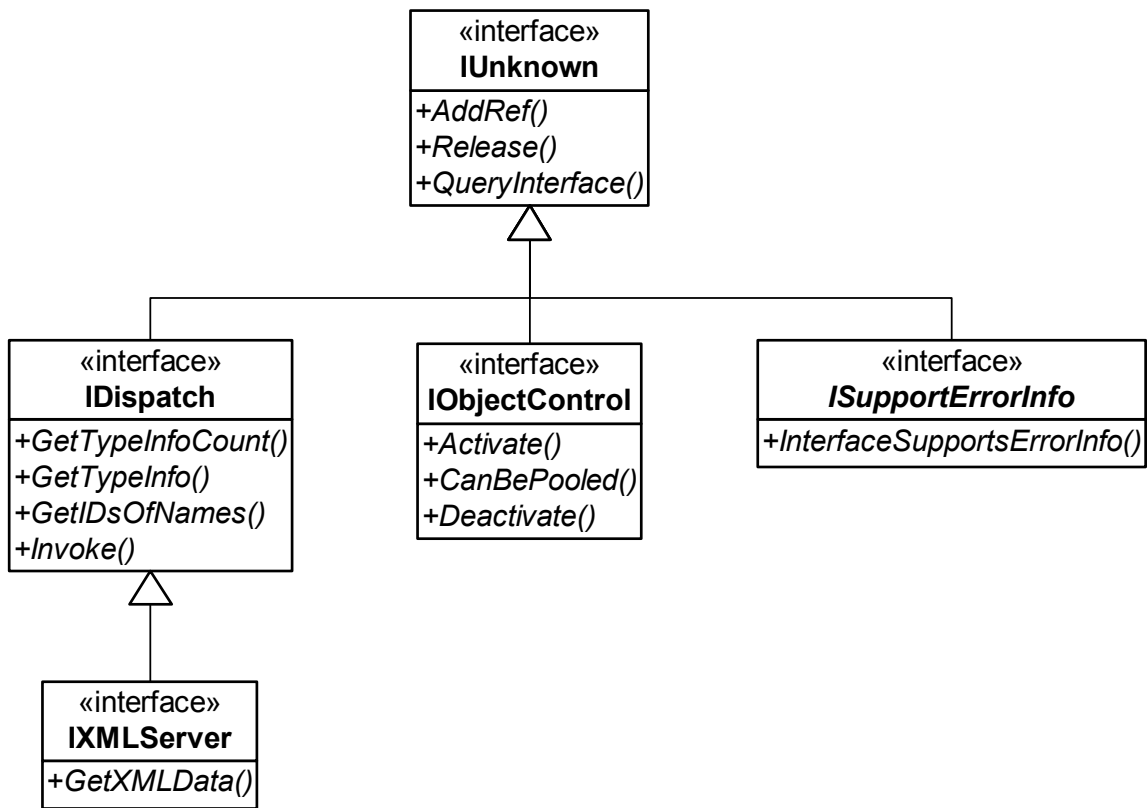 «interface»
IUnknown
+AddRef()
+Release()
+QueryInterface()
«interface»
IDispatch
+GetTypeInfoCount()
+GetTypeInfo()
+GetIDsOfNames()
+Invoke()
«interface»
IObjectControl
+Activate()
+CanBePooled()
+Deactivate()
«interface»
ISupportErrorInfo
+InterfaceSupportsErrorInfo()
«interface»
IXMLServer
+GetXMLData()